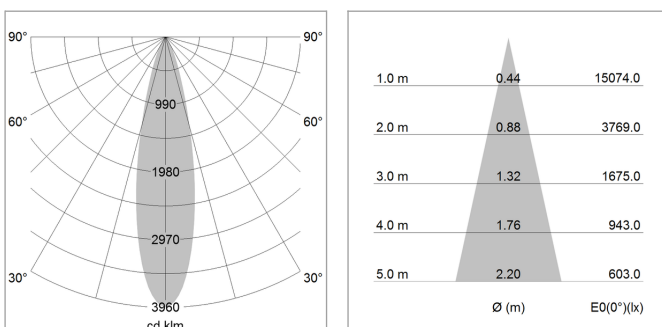 90° 90°
990
60° 60°
1980
2970
30° 30°
3960
cd klm
1.0 m 0.44 15074.0
2.0 m 0.88 3769.0
3.0 m 1.32 1675.0
4.0 m 1.76 943.0
5.0 m 2.20 603.0
Ø (m) E0(0°)(lx)